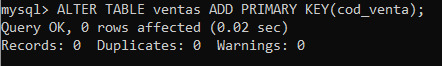 mysql> ALTER TABLE ventas ADD PRIMARY KEY(cod_venta);
Query OK, 0 rows affected (0.02 sec)
Records: 0  Duplicates: 0  Warnings: 0